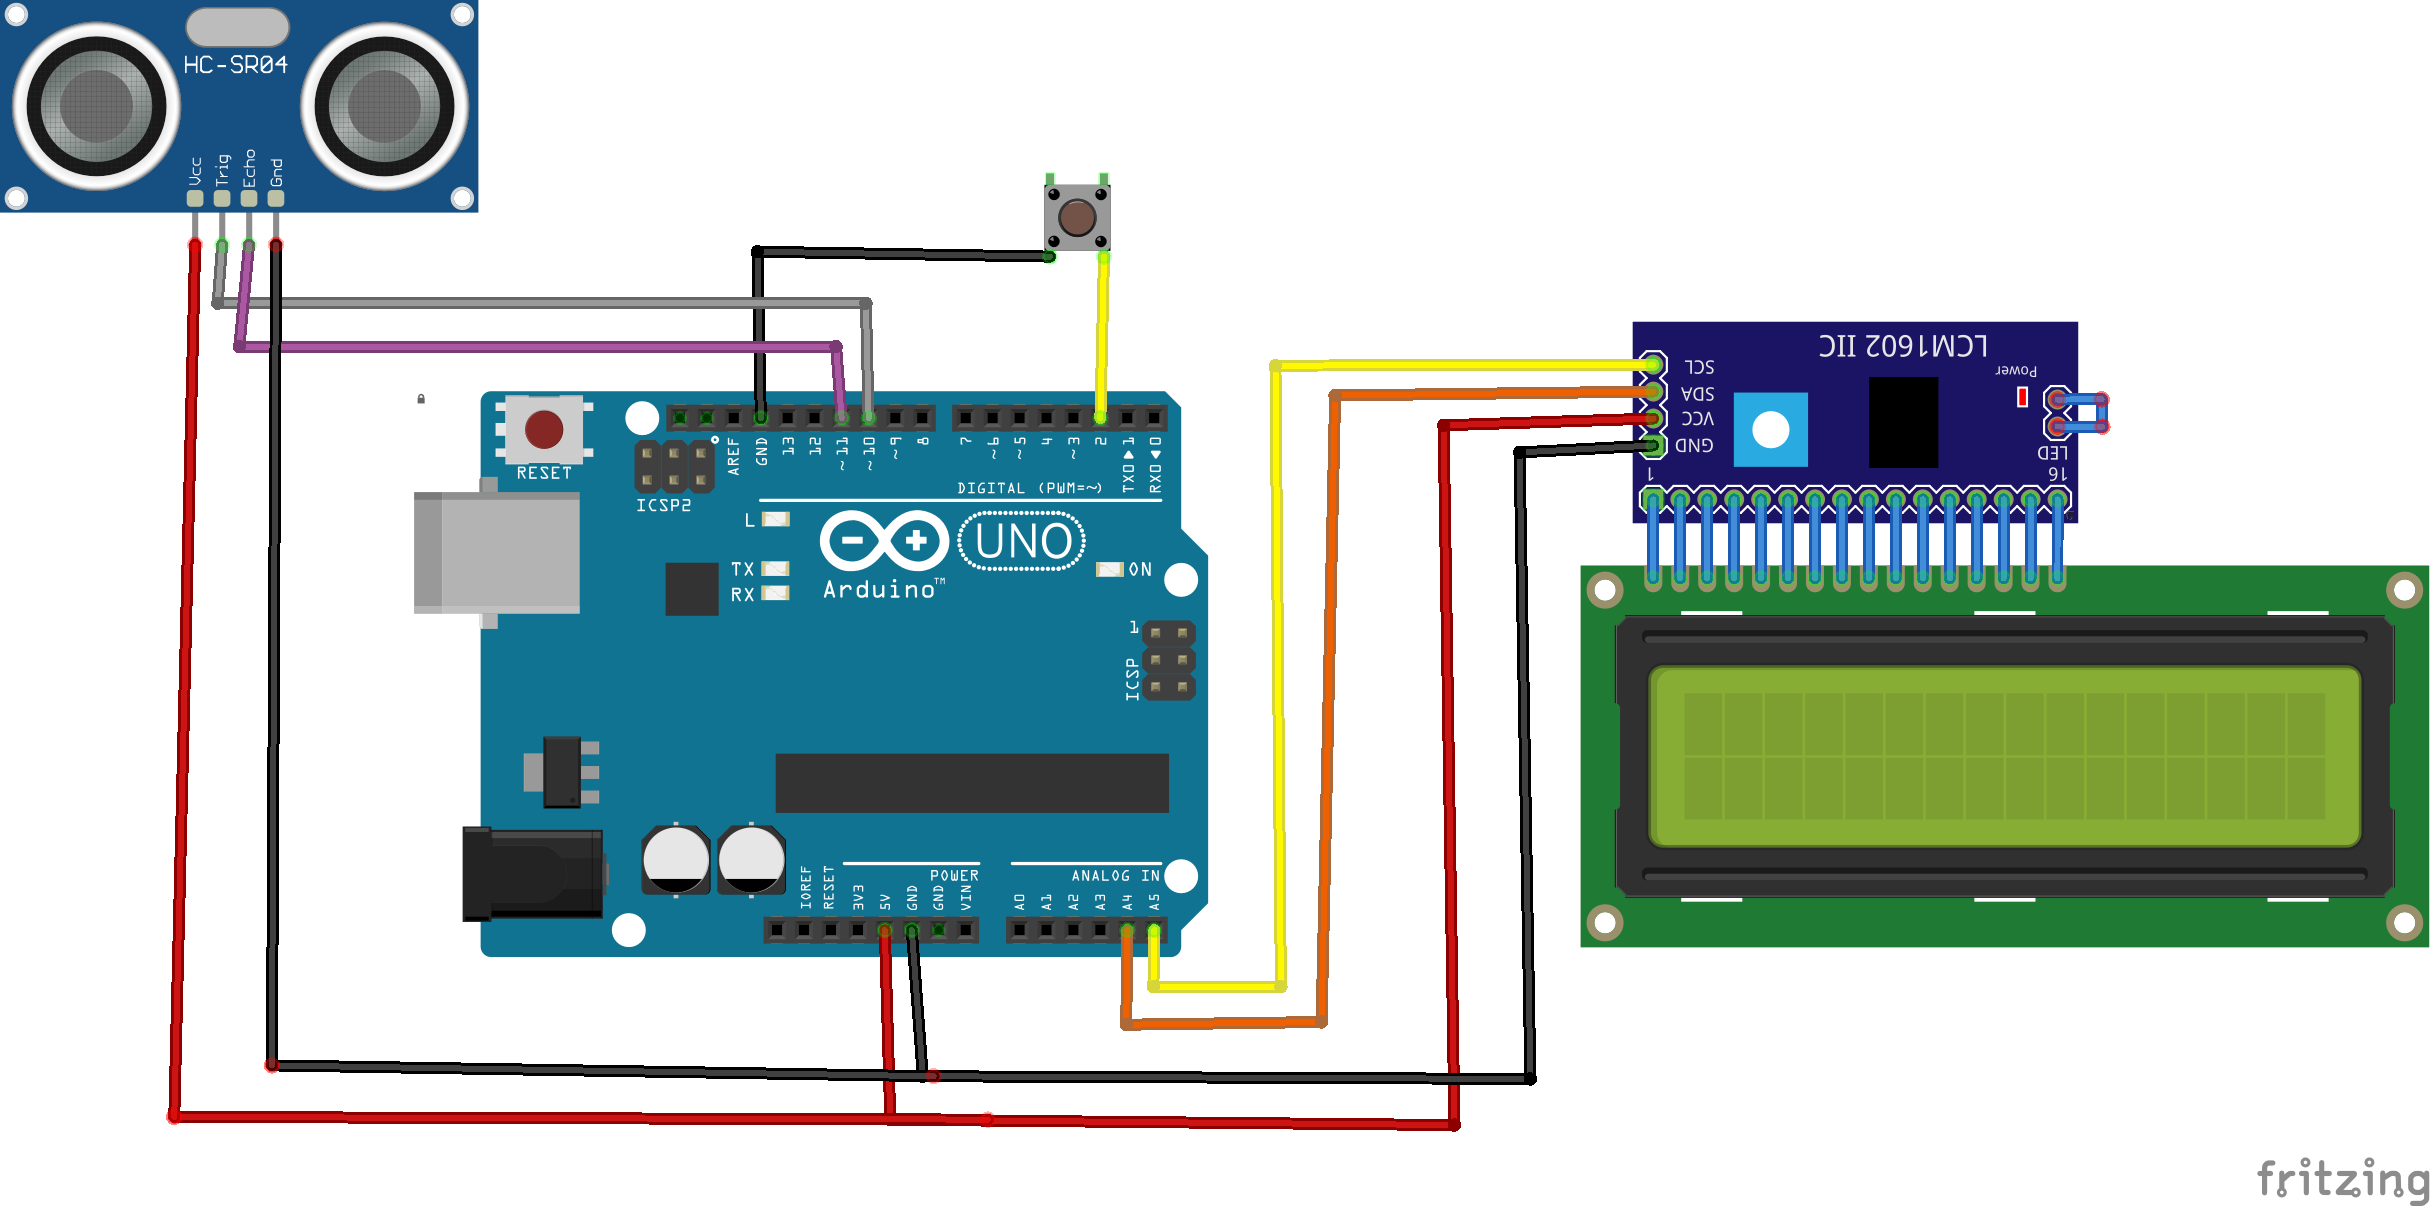 HC-SR04
Vcc
Trig
Echo
Gnd
RESET
ICSP2
AREF
GND
13
12
~11
~10
~9
8
7
~6
~5
4
~3
2
TX0▶1
RX0◀0
DIGITAL (PWM=~)
L
TX
RX
UNO
Arduino™
ON
1
ICSP
POWER
ANALOG IN
IOREF
RESET
3V3
5V
GND
GND
VIN
A0
A1
A2
A3
A4
A5
LCM1602 IIC
SCL
SDA
VCC
GND
Power
LED
1
16
fritzing